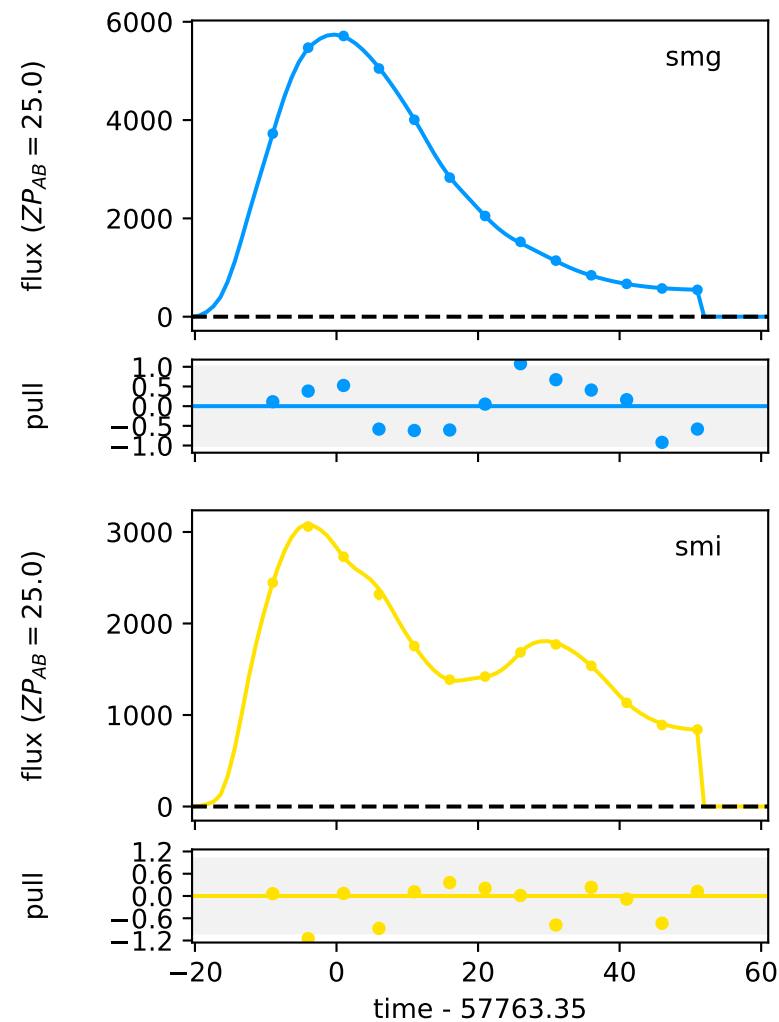 smg
flux (ZP_AB = 25.0)
6000
4000
2000
0
pull
1.0
0.5
0.0
−0.5
−1.0
smi
flux (ZP_AB = 25.0)
3000
2000
1000
0
pull
1.2
0.6
0.0
−0.6
−1.2
−20 0 20 40 60
time - 57763.35